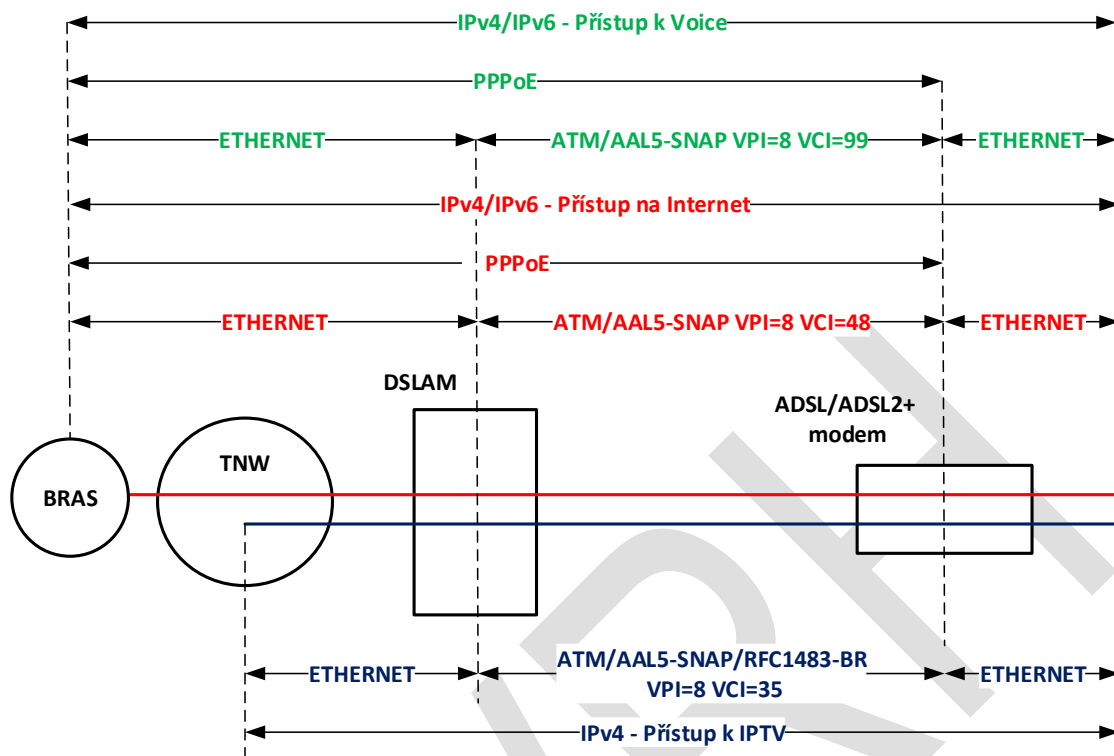 IPv4/IPv6 - Přístup k Voice
PPPoE
ETHERNET
ATM/AAL5-SNAP VPI=8 VCI=99
ETHERNET
IPv4/IPv6 - Přístup na Internet
PPPoE
ETHERNET
ATM/AAL5-SNAP VPI=8 VCI=48
ETHERNET
DSLAM
ADSL/ADSL2+
modem
TNW
BRAS
ETHERNET
ATM/AAL5-SNAP/RFC1483-BR
VPI=8 VCI=35
ETHERNET
IPv4 - Přístup k IPTV